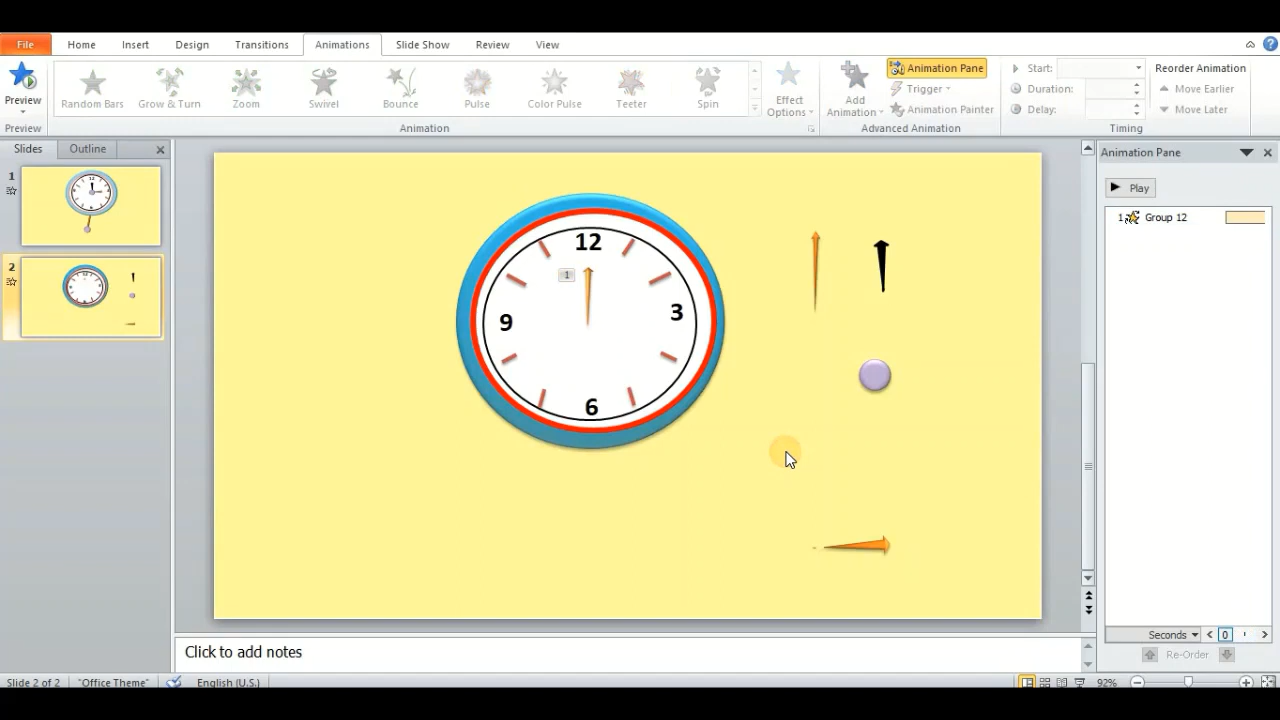 File Home Insert Design Transitions Animations Slide Show Review View
Preview Random Bars Grow & Turn Zoom Swivel Bounce Pulse Color Pulse Teeter Spin
Effect Options
Add Animation
Animation Pane
Trigger
Animation Painter
Start:
Duration:
Delay:
Reorder Animation
Move Earlier
Move Later
Preview Animation Advanced Animation Timing
Slides Outline
Animation Pane
Play
1 Group 12
1
12
2
12
1
9
3
6
Seconds 0
Re-Order
Click to add notes
Slide 2 of 2 "Office Theme" English (U.S.) 92%